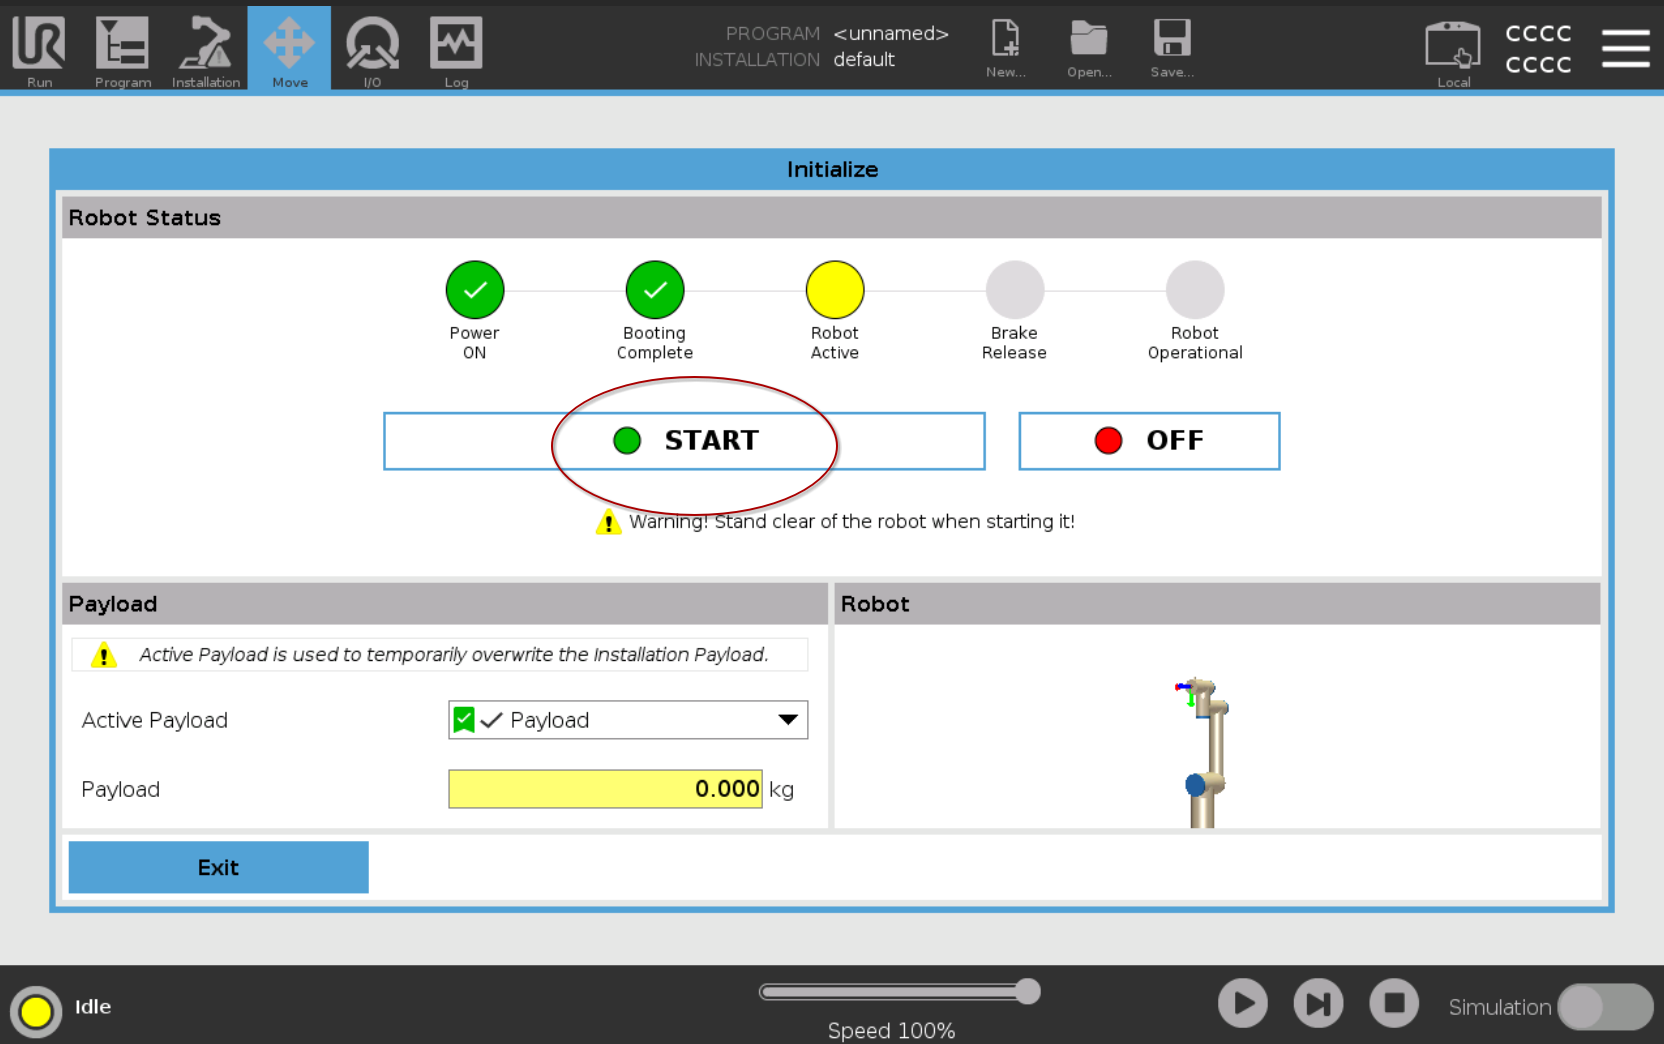 PROGRAM <unnamed>
INSTALLATION default
Run
Program
Installation
Move
I/O
Log
New...
Open...
Save...
Local
CCCC
CCCC
Initialize
Robot Status
Power
ON
Booting
Complete
Robot
Active
Brake
Release
Robot
Operational
START
OFF
Warning! Stand clear of the robot when starting it!
Payload
Active Payload is used to temporarily overwrite the Installation Payload.
Active Payload
Payload
Payload
0.000 kg
Robot
Exit
Idle
Speed 100%
Simulation